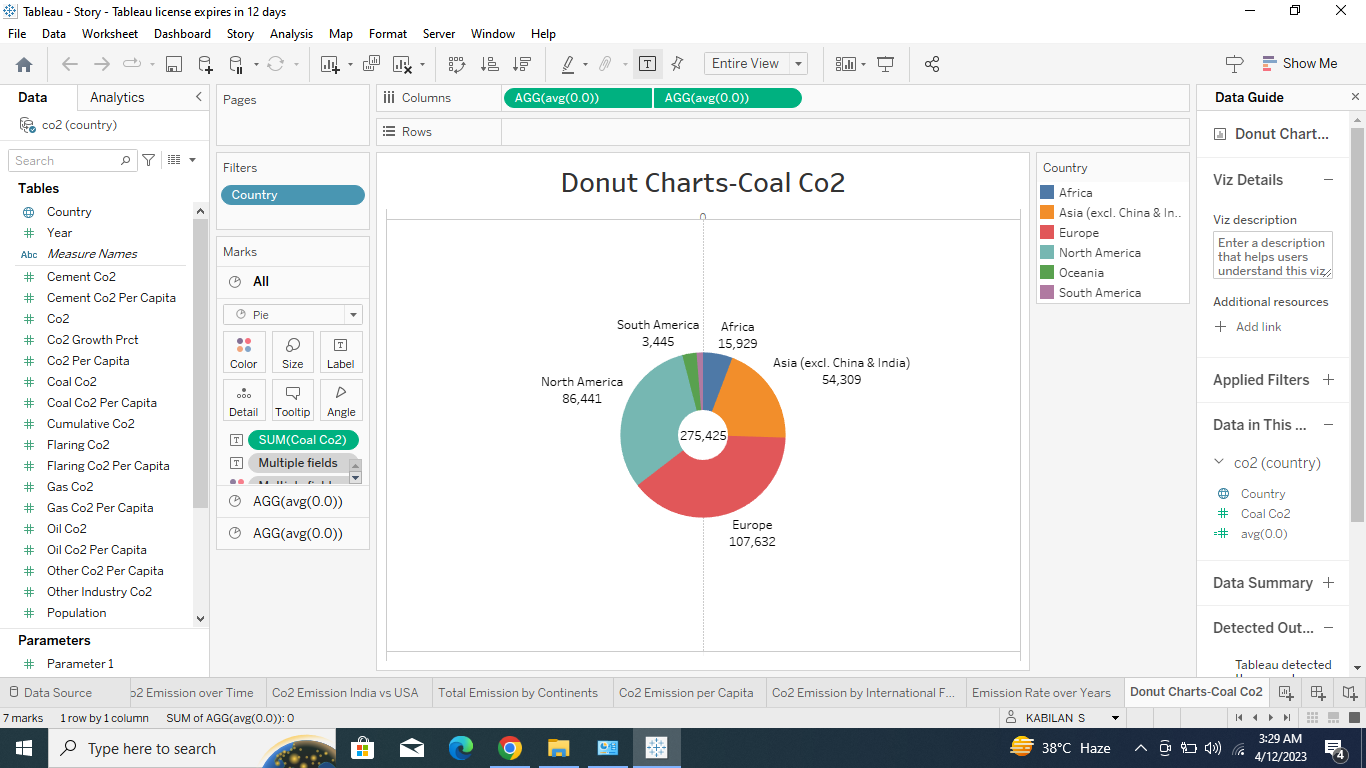 Tableau - Story - Tableau license expires in 12 days
File Data Worksheet Dashboard Story Analysis Map Format Server Window Help
Entire View
Show Me
Data Analytics
co2 (country)
Search
Tables
Country
Year
Abc Measure Names
Cement Co2
Cement Co2 Per Capita
Co2
Co2 Growth Prct
Co2 Per Capita
Coal Co2
Coal Co2 Per Capita
Cumulative Co2
Flaring Co2
Flaring Co2 Per Capita
Gas Co2
Gas Co2 Per Capita
Oil Co2
Oil Co2 Per Capita
Other Co2 Per Capita
Other Industry Co2
Population
Parameters
Parameter 1
Pages
Filters
Country
Marks
All
Pie
Color Size Label
Detail Tooltip Angle
SUM(Coal Co2)
Multiple fields
AGG(avg(0.0))
AGG(avg(0.0))
Columns AGG(avg(0.0)) AGG(avg(0.0))
Rows
Donut Charts-Coal Co2
0
South America
3,445
Africa
15,929
Asia (excl. China & India)
54,309
North America
86,441
275,425
Europe
107,632
Country
Africa
Asia (excl. China & In..
Europe
North America
Oceania
South America
Data Guide
Donut Chart...
Viz Details
Viz description
Enter a description
that helps users
understand this viz
Additional resources
Add link
Applied Filters
Data in This ...
co2 (country)
Country
Coal Co2
avg(0.0)
Data Summary
Detected Out...
Tableau detected
Data Source
o2 Emission over Time
Co2 Emission India vs USA
Total Emission by Continents
Co2 Emission per Capita
Co2 Emission by International F...
Emission Rate over Years
Donut Charts-Coal Co2
7 marks 1 row by 1 column SUM of AGG(avg(0.0)): 0
KABILAN S
Type here to search
38°C Haze
3:29 AM
4/12/2023
4